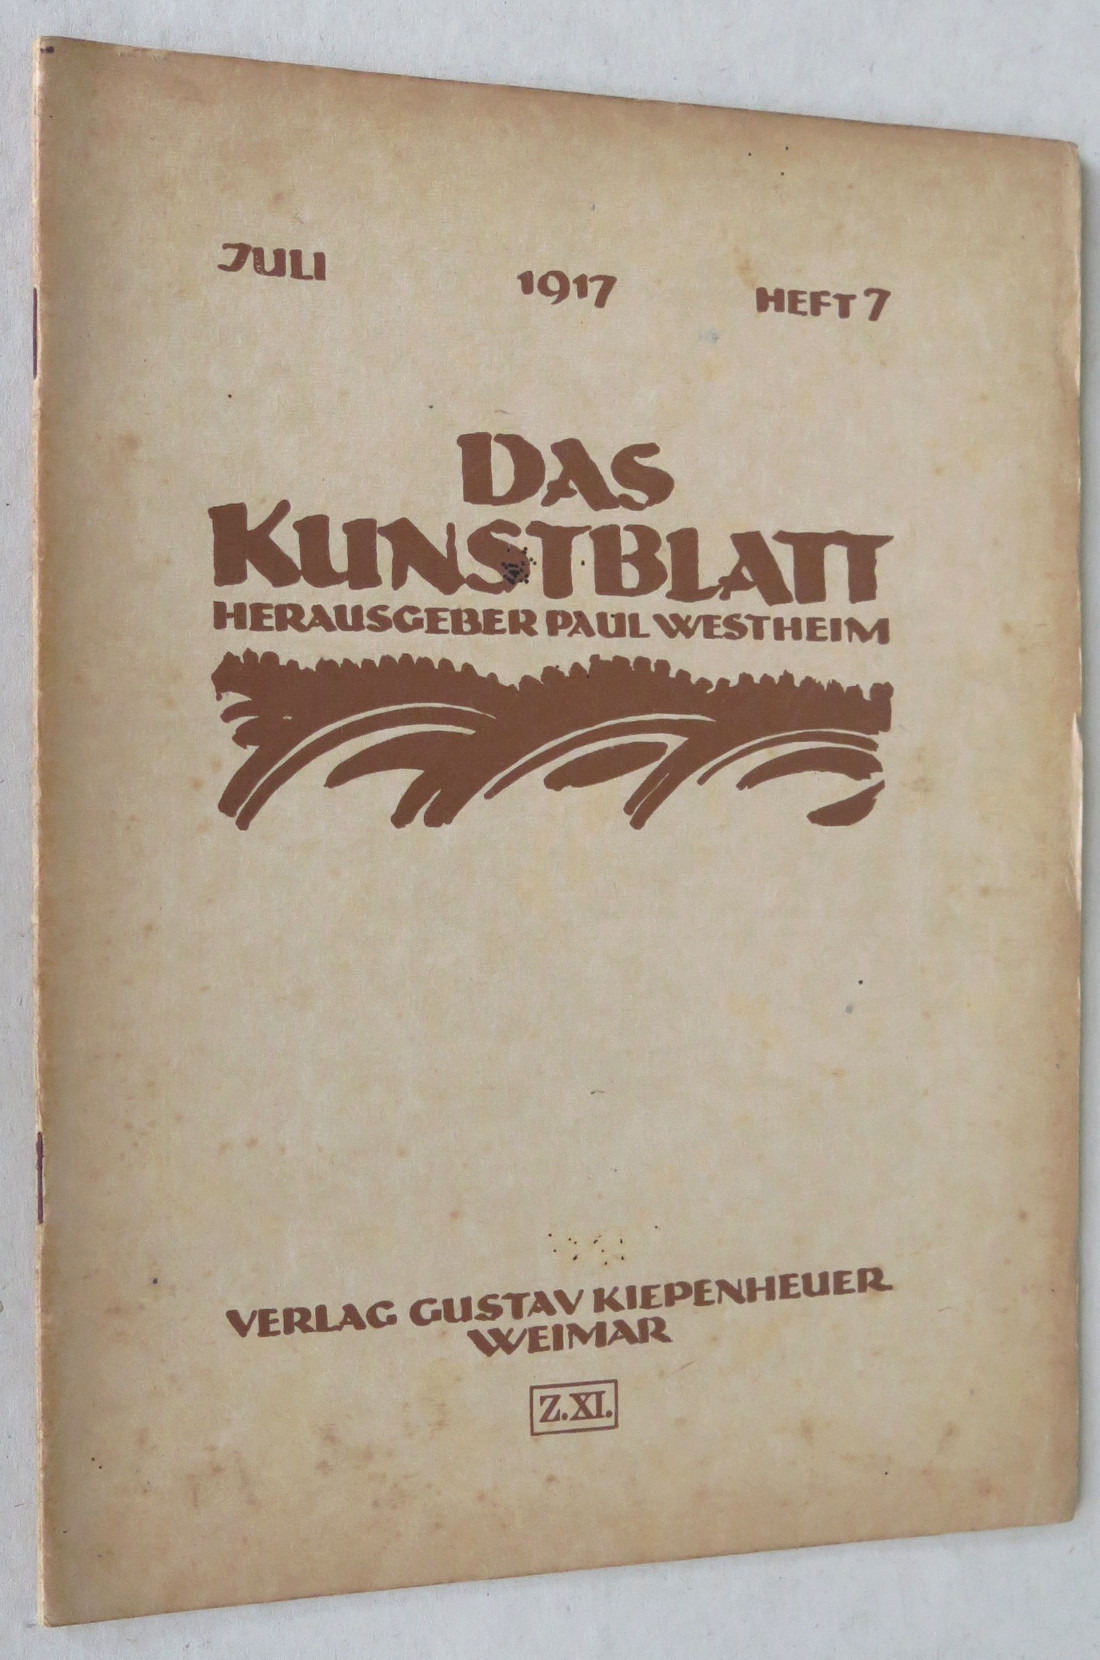 JULI 1917 HEFT 7
DAS
KUNSTBLATT
HERAUSGEBER PAUL WESTHEIM
VERLAG GUSTAV KIEPENHEUER
WEIMAR
Z.XI.